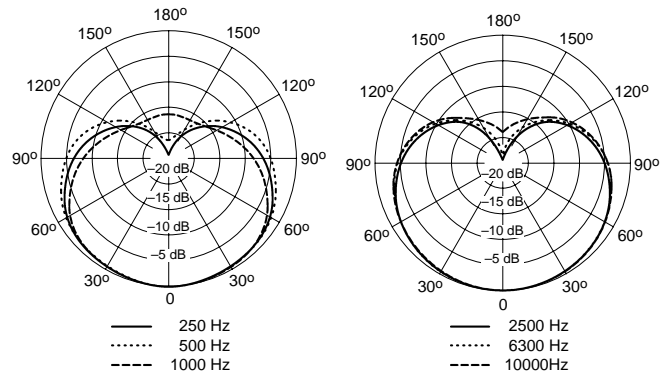 180º
150º
150º
120º
120º
90º
90º
–20 dB
–15 dB
60º
60º
–10 dB
–5 dB
30º
30º
0
250 Hz
500 Hz
1000 Hz
180º
150º
150º
120º
120º
90º
90º
–20 dB
–15 dB
60º
60º
–10 dB
–5 dB
30º
30º
0
2500 Hz
6300 Hz
10000Hz